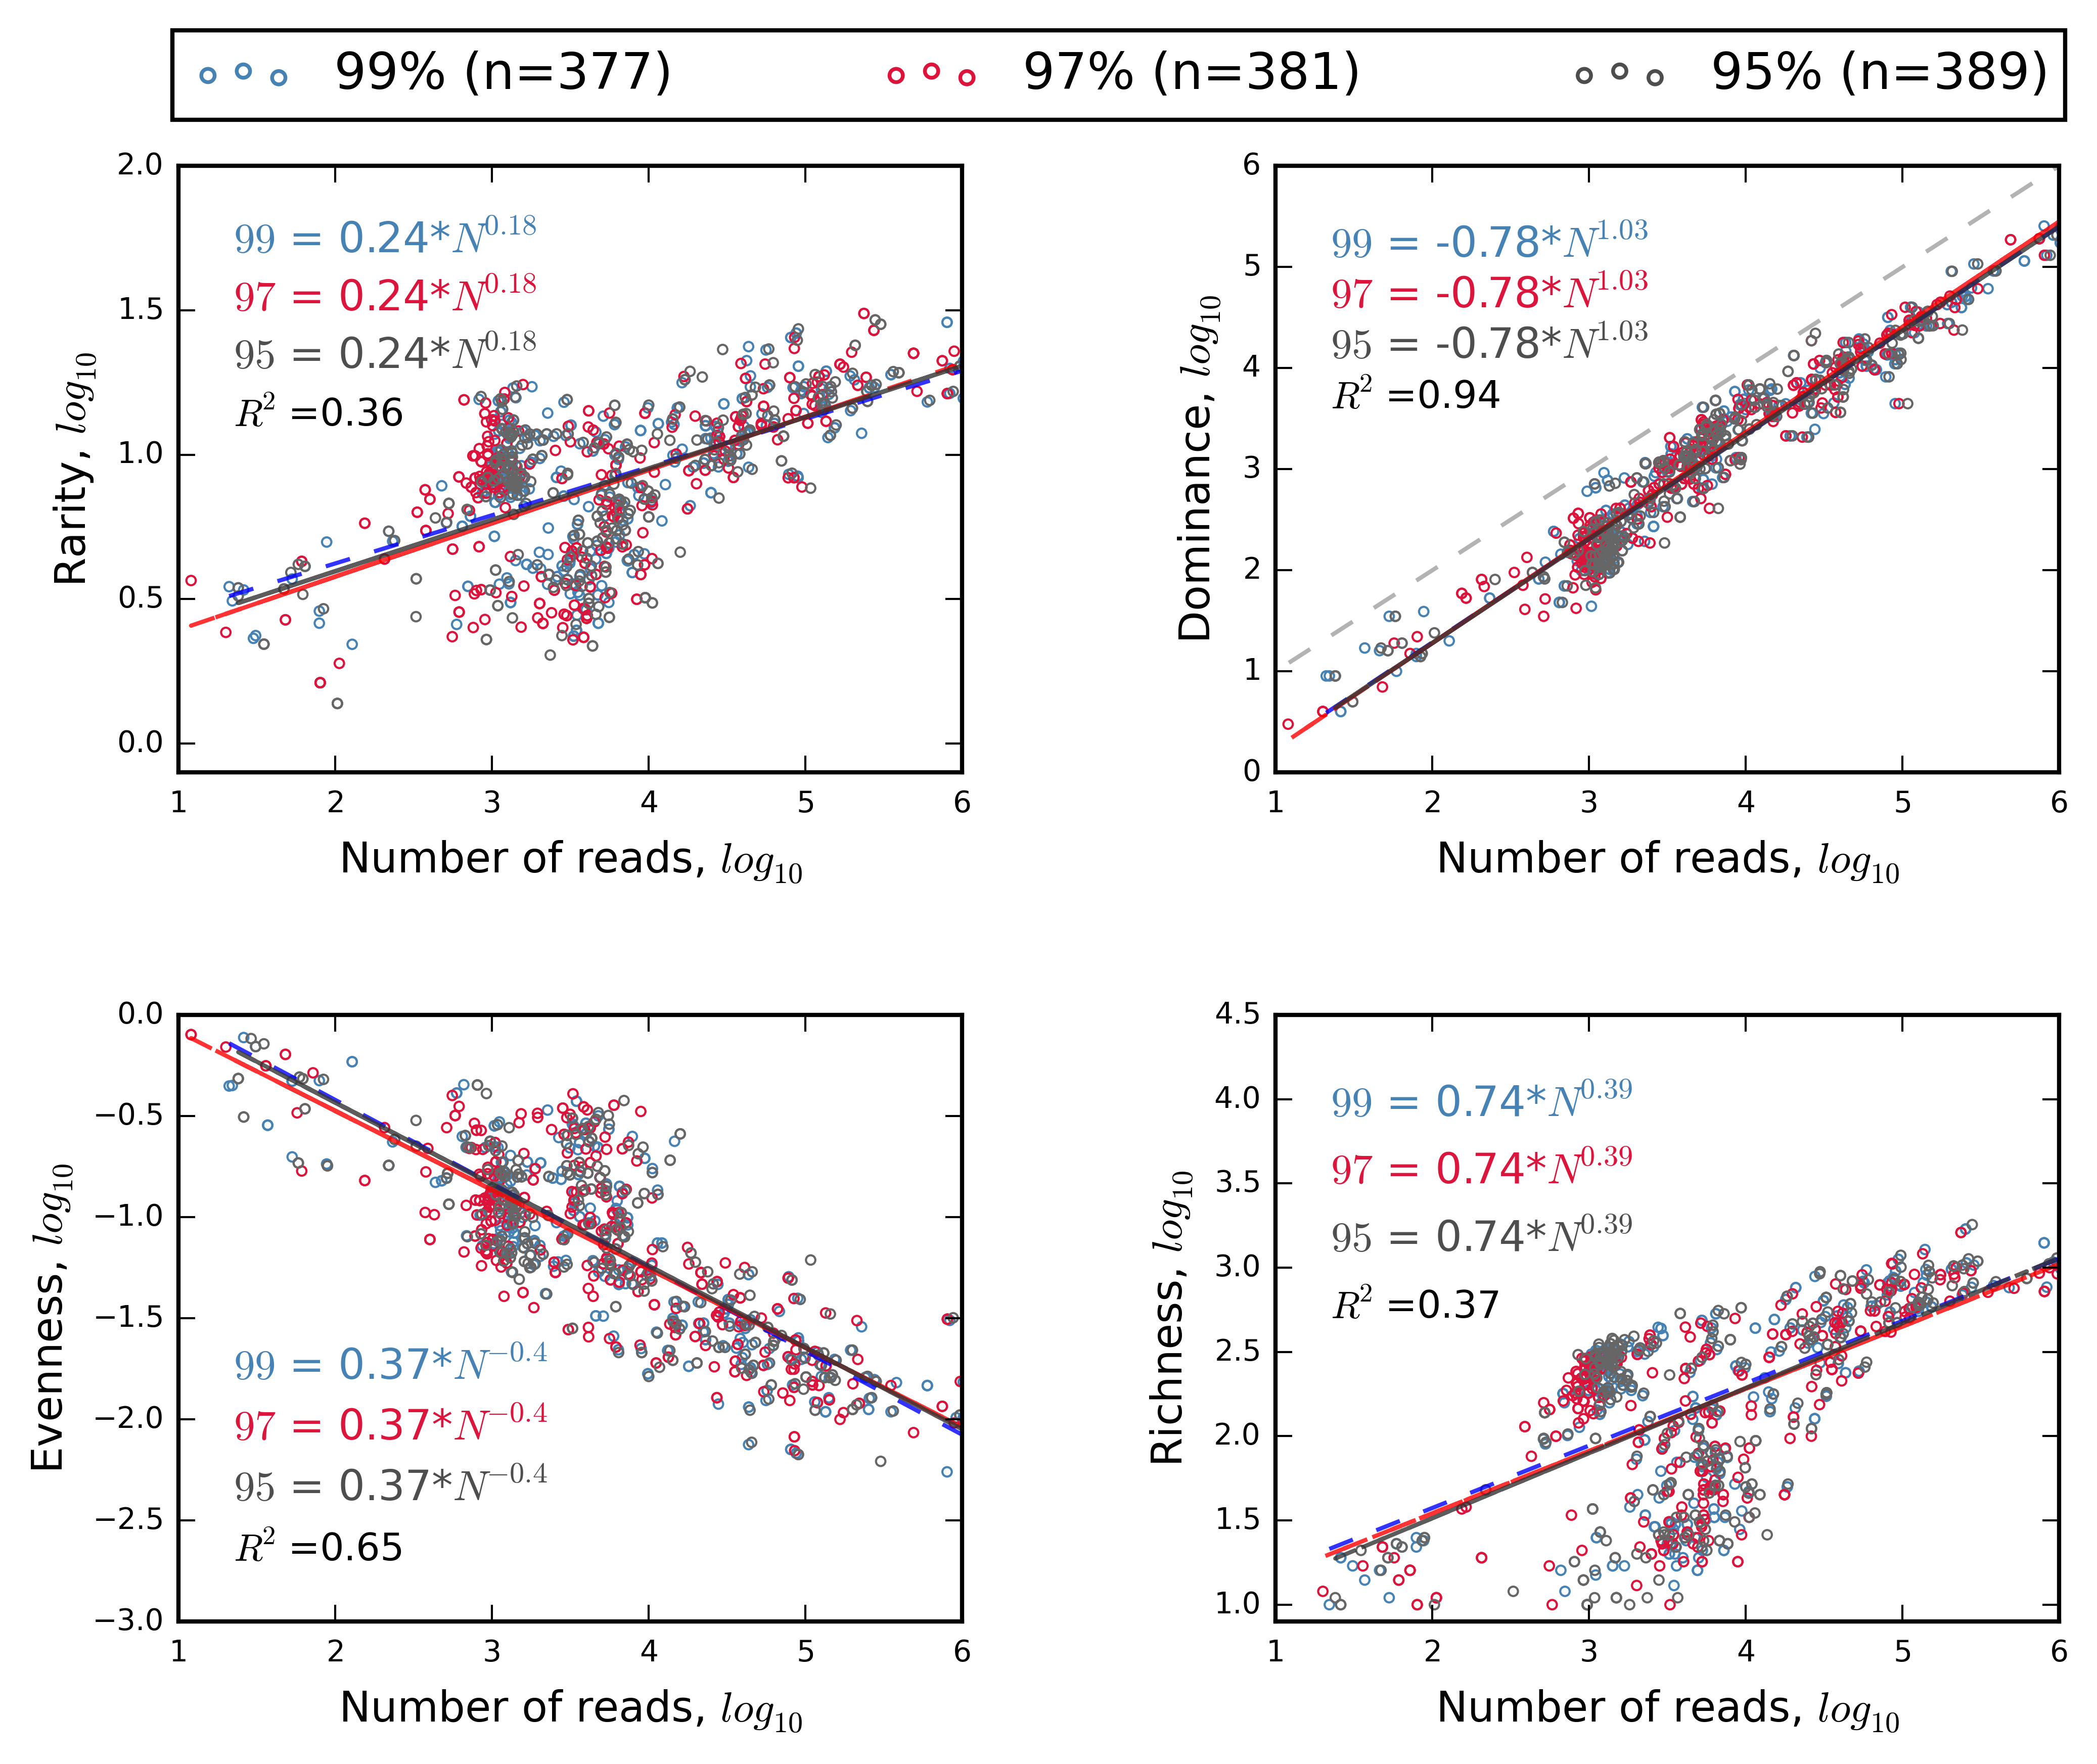 99% (n=377) 97% (n=381) 95% (n=389)
2.0
1.5
1.0
0.5
0.0
Rarity, log₁₀
99 = 0.24*N^0.18
97 = 0.24*N^0.18
95 = 0.24*N^0.18
R² =0.36
1 2 3 4 5 6
Number of reads, log₁₀
6
5
4
3
2
1
0
Dominance, log₁₀
99 = -0.78*N^1.03
97 = -0.78*N^1.03
95 = -0.78*N^1.03
R² =0.94
1 2 3 4 5 6
Number of reads, log₁₀
0.0
−0.5
−1.0
−1.5
−2.0
−2.5
−3.0
Evenness, log₁₀
99 = 0.37*N^−0.4
97 = 0.37*N^−0.4
95 = 0.37*N^−0.4
R² =0.65
1 2 3 4 5 6
Number of reads, log₁₀
4.5
4.0
3.5
3.0
2.5
2.0
1.5
1.0
Richness, log₁₀
99 = 0.74*N^0.39
97 = 0.74*N^0.39
95 = 0.74*N^0.39
R² =0.37
1 2 3 4 5 6
Number of reads, log₁₀